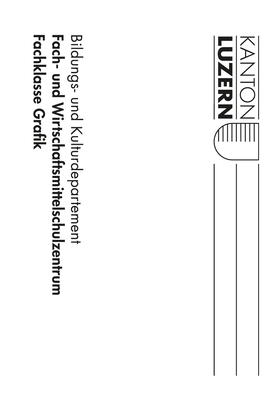 KANTON
LUZERN
Bildungs- und Kulturdepartement
Fach- und Wirtschaftsmittelschulzentrum
Fachklasse Grafik